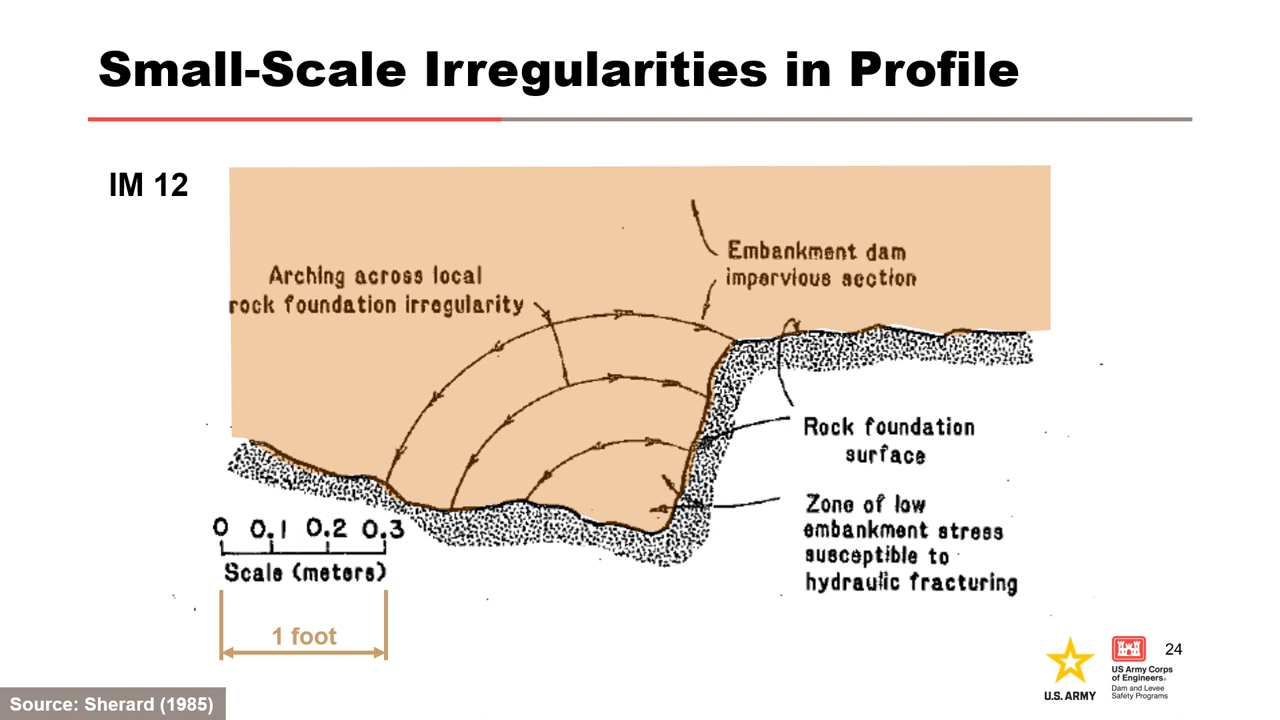 Small-Scale Irregularities in Profile
IM 12
Embankment dam
impervious section
Arching across local
rock foundation irregularity
Rock foundation
surface
Zone of low
embankment stress
susceptible to
hydraulic fracturing
0 0.1 0.2 0.3
Scale (meters)
1 foot
U.S. ARMY
US Army Corps
of Engineers®
Dam and Levee
Safety Programs
24
Source: Sherard (1985)